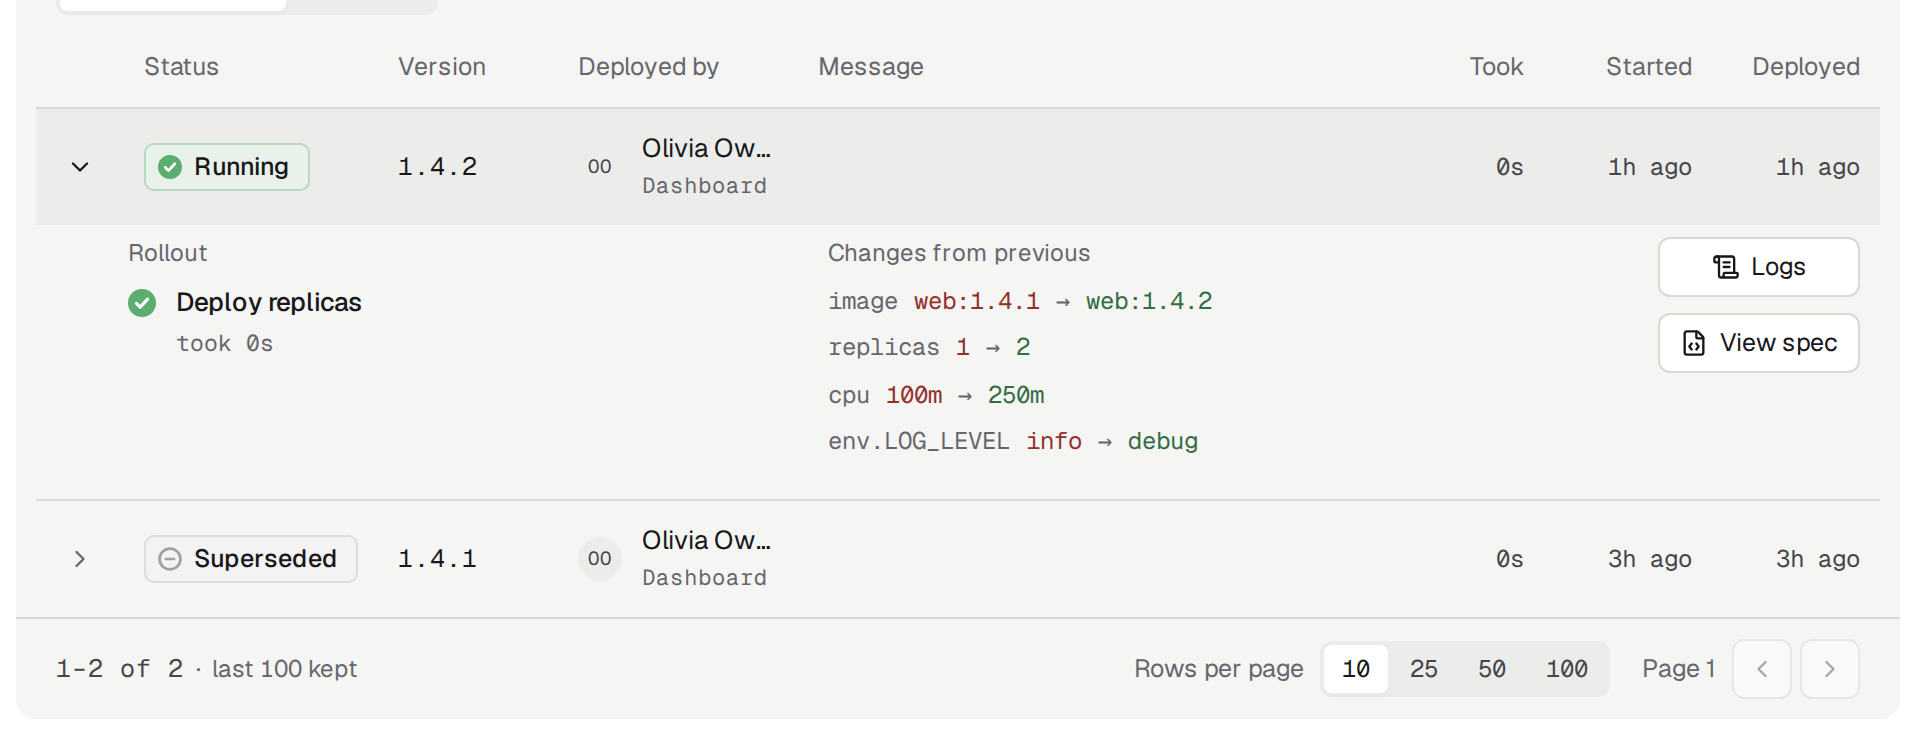 Status Version Deployed by Message Took Started Deployed
Running 1.4.2 OO Olivia Ow... 0s 1h ago 1h ago
Dashboard
Rollout Changes from previous Logs
Deploy replicas image web:1.4.1 → web:1.4.2
took 0s replicas 1 → 2 View spec
cpu 100m → 250m
env.LOG_LEVEL info → debug
Superseded 1.4.1 OO Olivia Ow... 0s 3h ago 3h ago
Dashboard
1–2 of 2 · last 100 kept Rows per page 10 25 50 100 Page 1